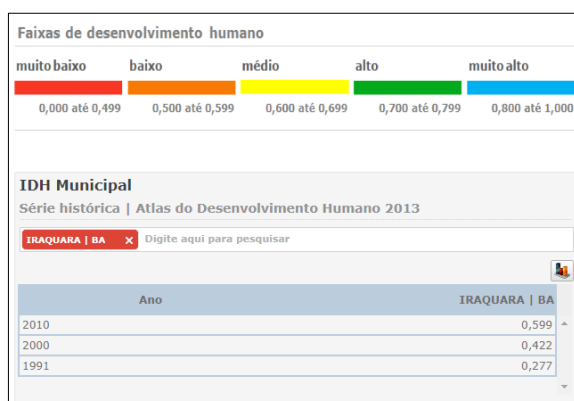 Faixas de desenvolvimento humano
muito baixo baixo médio alto muito alto
0,000 até 0,499 0,500 até 0,599 0,600 até 0,699 0,700 até 0,799 0,800 até 1,000
IDH Municipal
Série histórica | Atlas do Desenvolvimento Humano 2013
IRAQUARA | BA x Digite aqui para pesquisar
Ano IRAQUARA | BA
2010 0,599
2000 0,422
1991 0,277